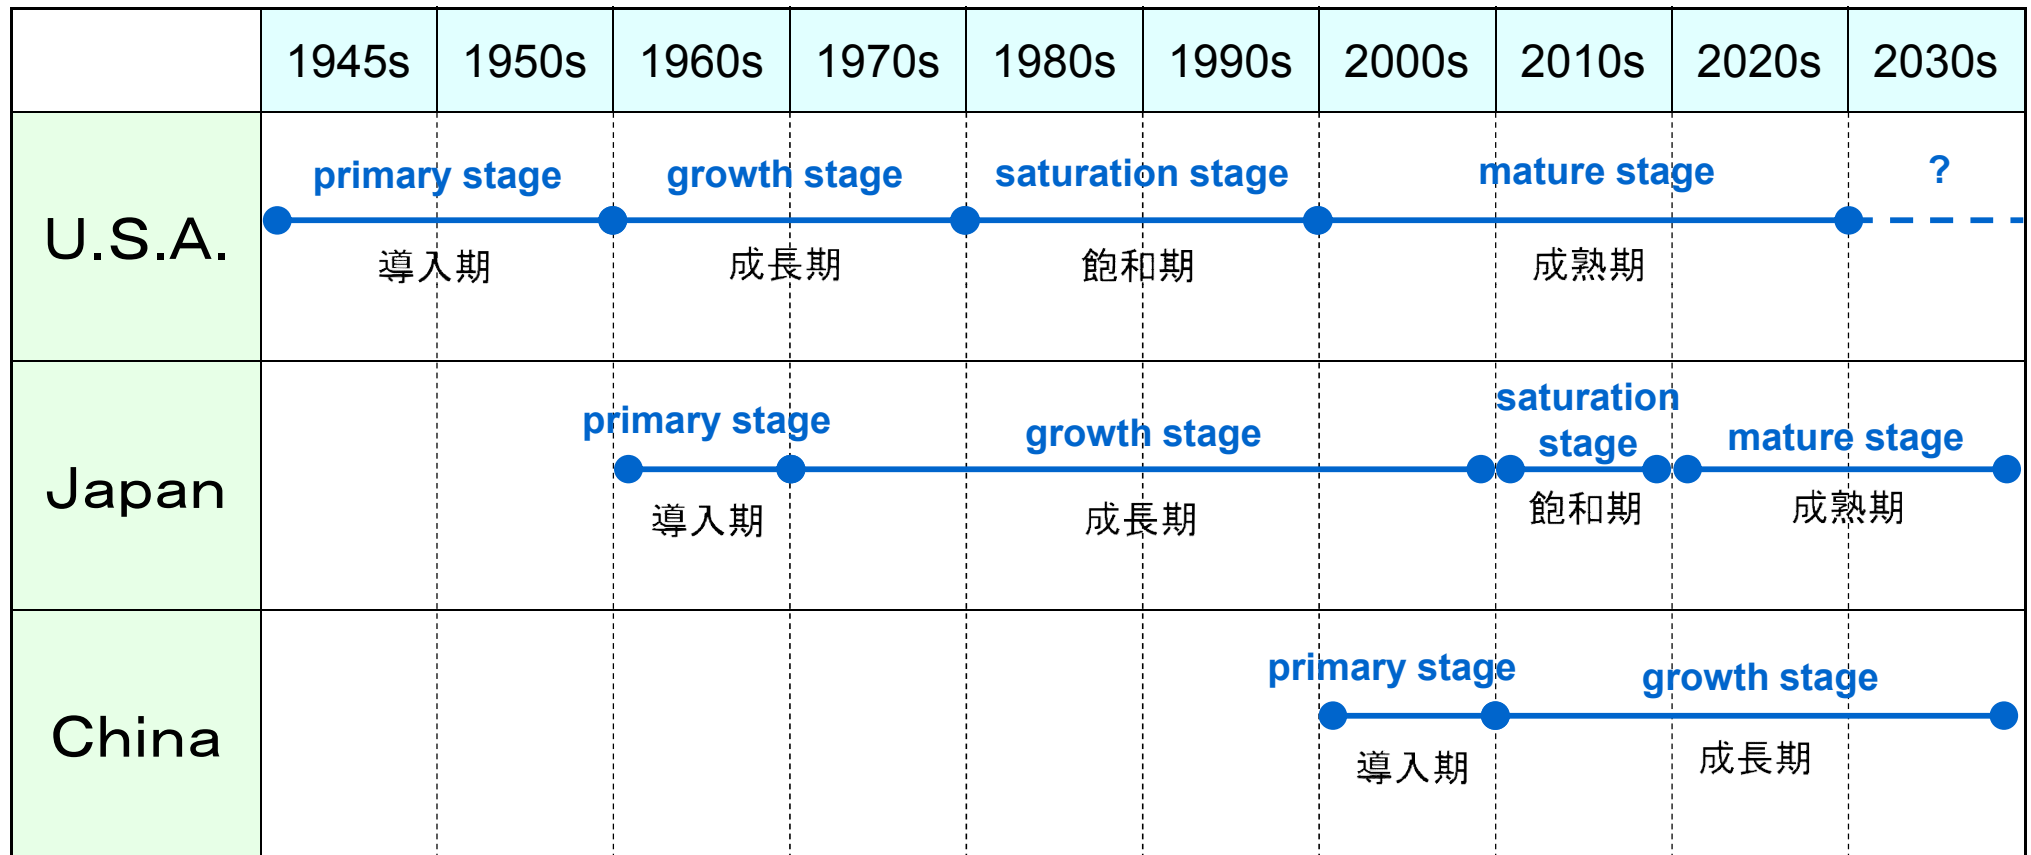 1945s 1950s 1960s 1970s 1980s 1990s 2000s 2010s 2020s 2030s
U.S.A.
primary stage growth stage saturation stage mature stage ?
導入期 成長期 飽和期 成熟期
Japan
primary stage growth stage saturation
stage mature stage
導入期 成長期 飽和期 成熟期
China
primary stage growth stage
導入期 成長期